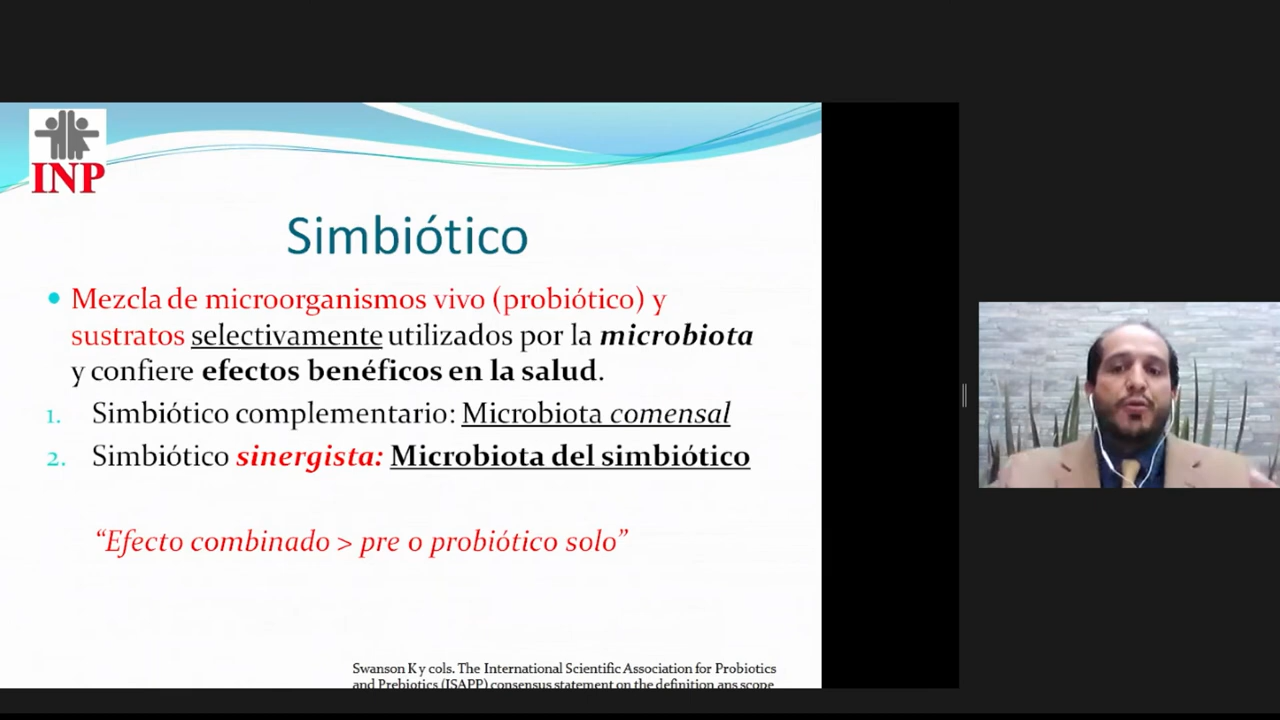 INP
Simbiótico
• Mezcla de microorganismos vivo (probiótico) y
sustratos selectivamente utilizados por la microbiota
y confiere efectos benéficos en la salud.
1. Simbiótico complementario: Microbiota comensal
2. Simbiótico sinergista: Microbiota del simbiótico
“Efecto combinado > pre o probiótico solo”
Swanson K y cols. The International Scientific Association for Probiotics
and Prebiotics (ISAPP) consensus statement on the definition ans scope